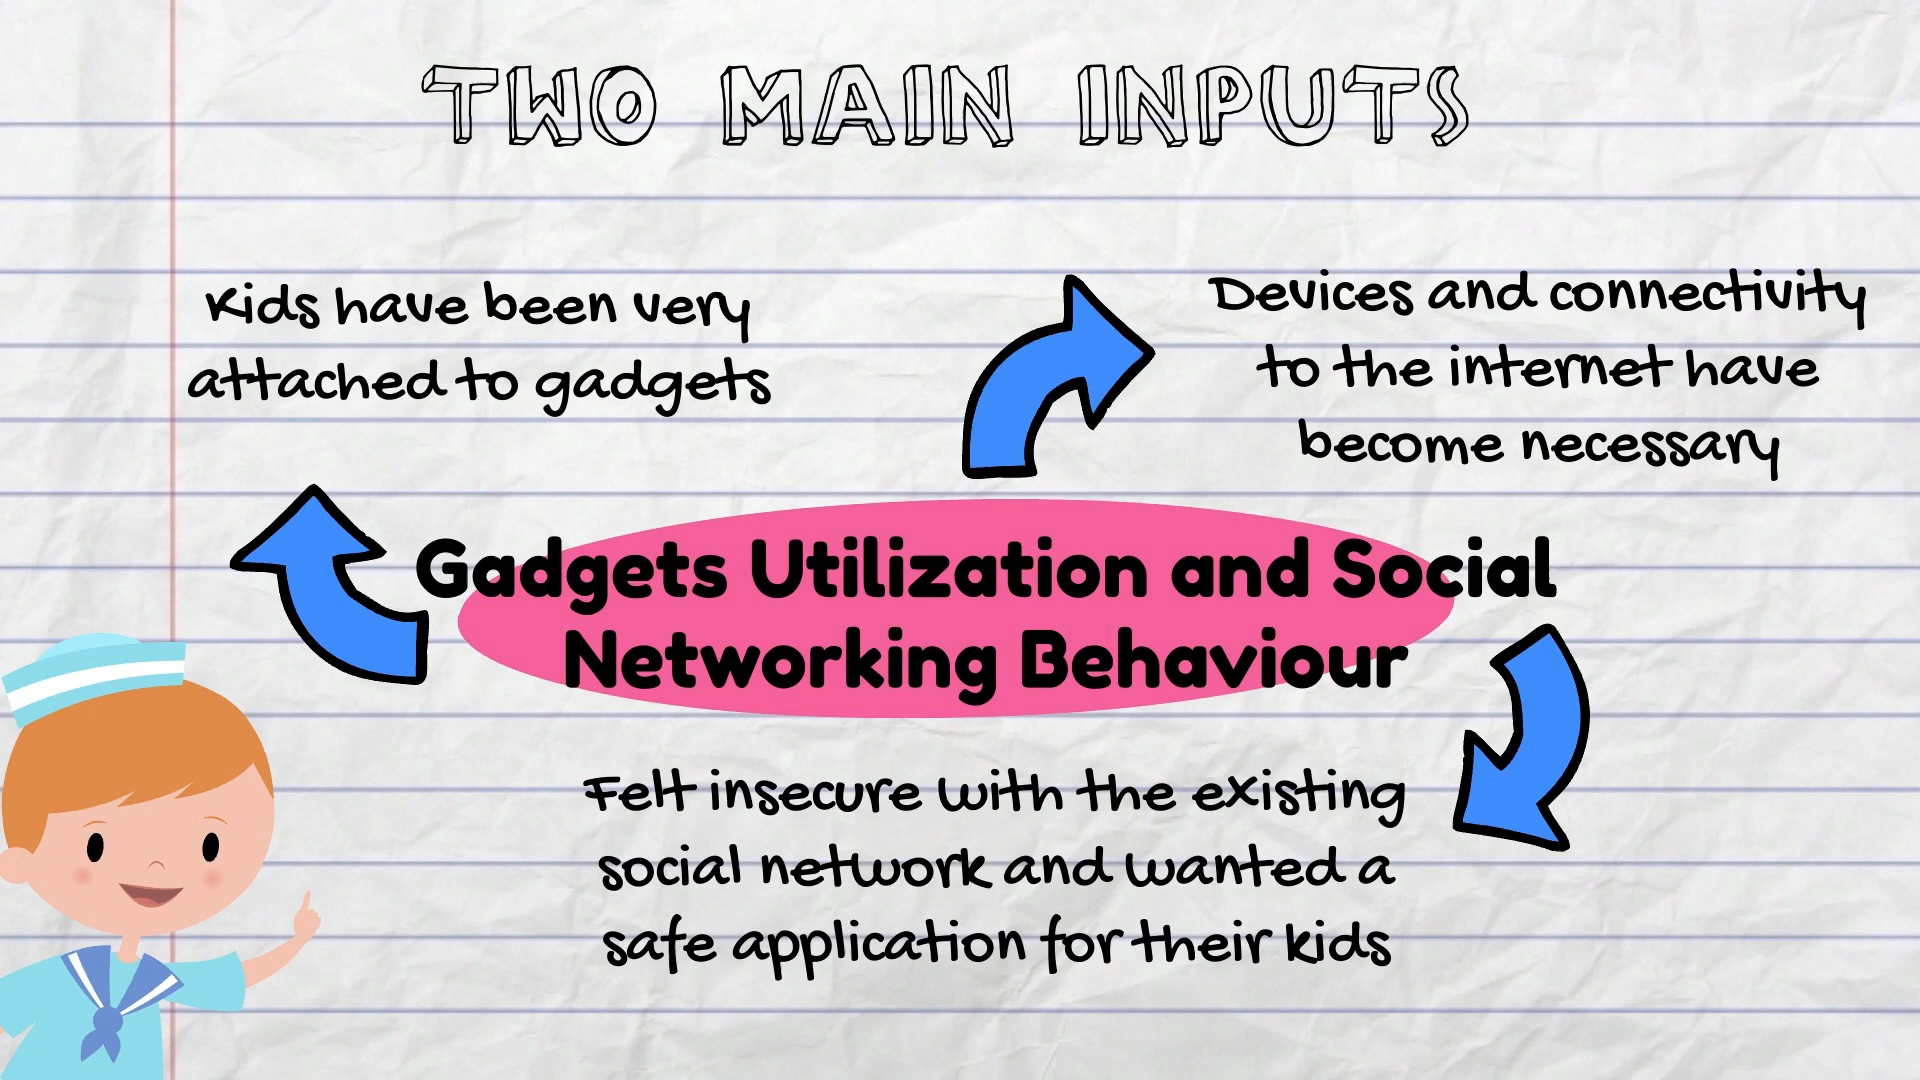 TWO MAIN INPUTS
Kids have been very
attached to gadgets
Devices and connectivity
to the internet have
become necessary
Gadgets Utilization and Social
Networking Behaviour
Felt insecure with the existing
social network and wanted a
safe application for their kids